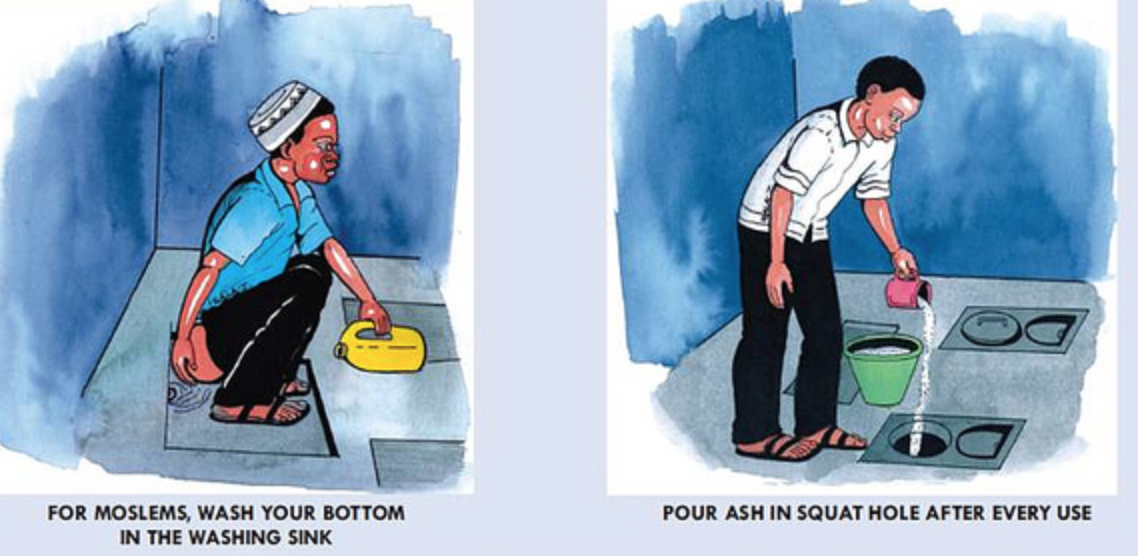 FOR MOSLEMS, WASH YOUR BOTTOM
IN THE WASHING SINK
POUR ASH IN SQUAT HOLE AFTER EVERY USE